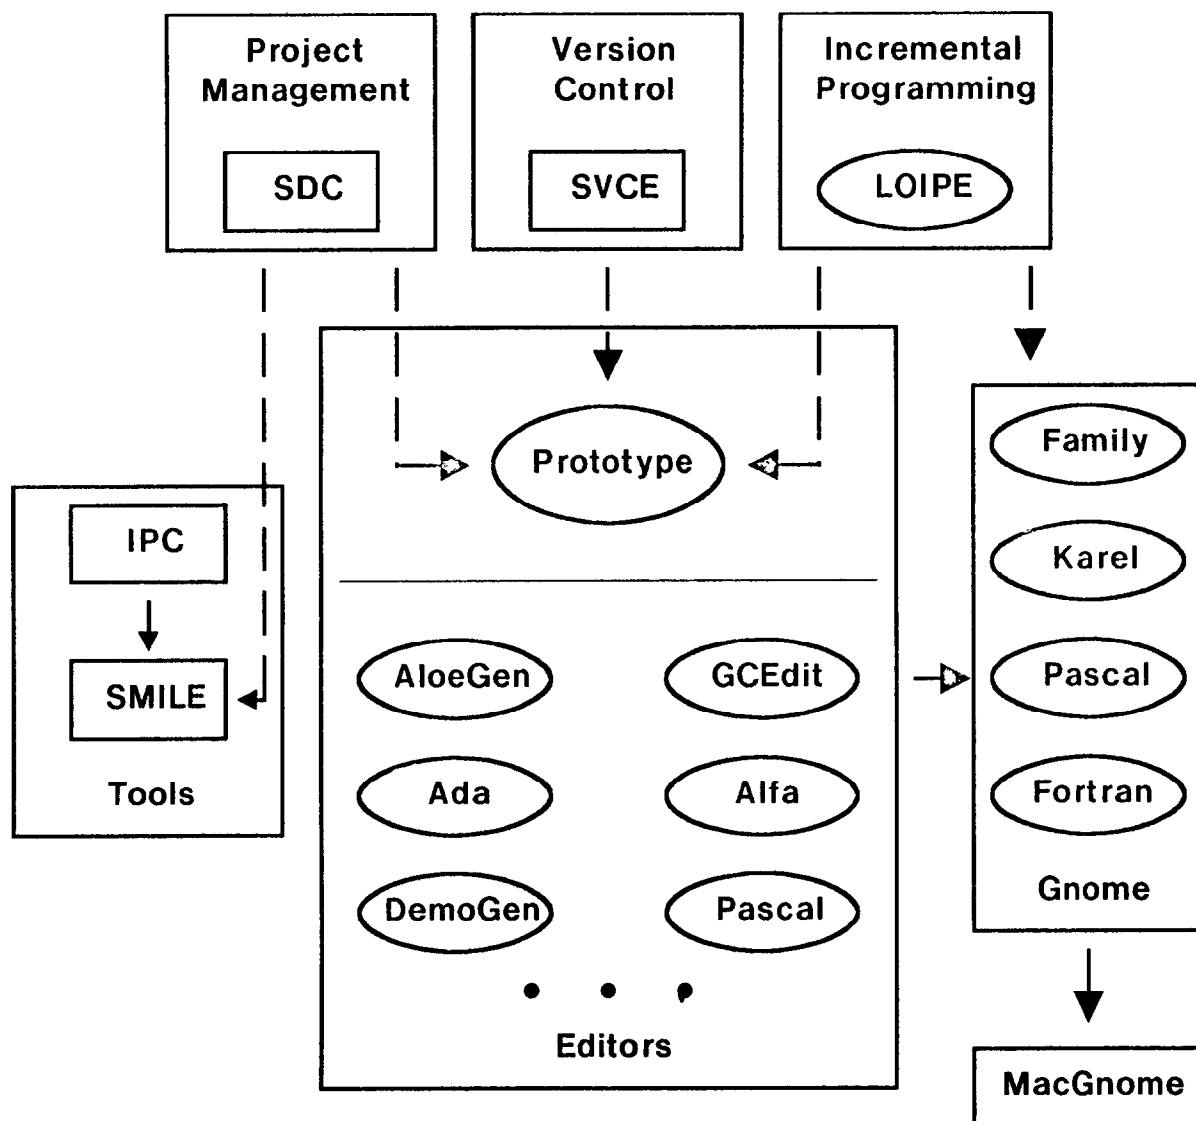 Project
Management
SDC
Version
Control
SVCE
Incremental
Programming
LOIPE
IPC
SMILE
Tools
Prototype
AloeGen
GCEdit
Ada
Alfa
DemoGen
Pascal
Editors
Family
Karel
Pascal
Fortran
Gnome
MacGnome